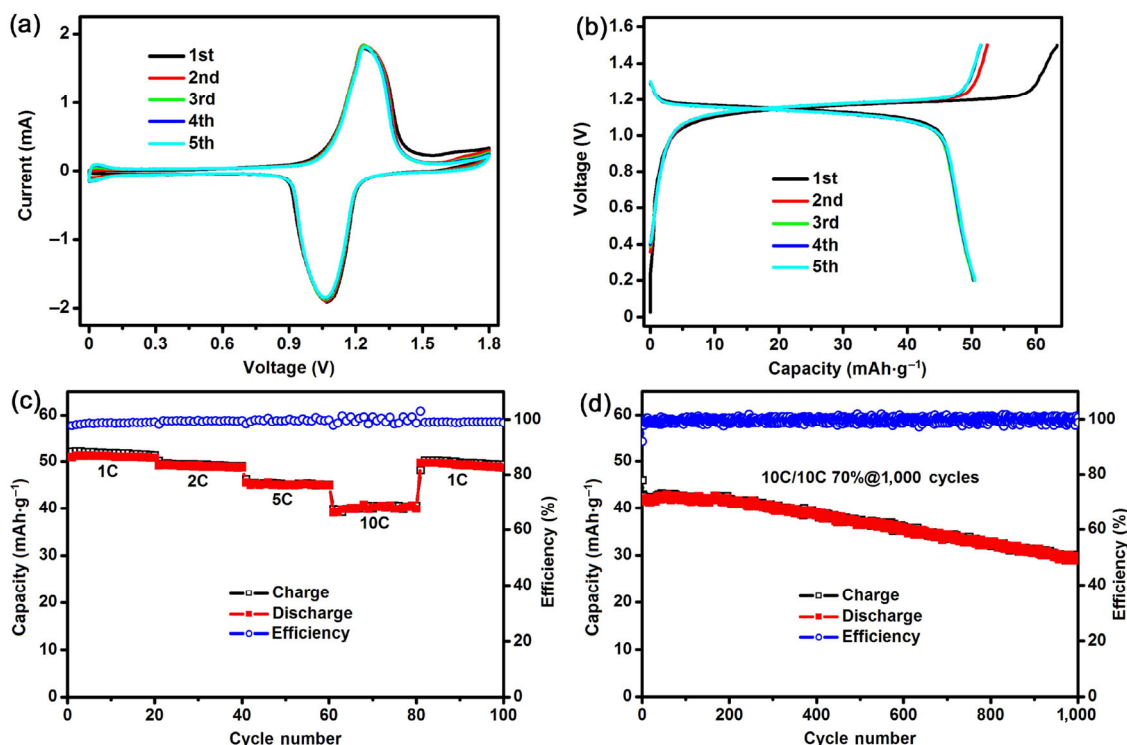 (a)
1st
2nd
3rd
4th
5th
Current (mA)
2
0
–2
0
0.3
0.6
0.9
1.2
1.5
1.8
Voltage (V)
(b)
1.6
1.4
1.2
1.0
0.8
0.6
0.4
0.2
0
Voltage (V)
1st
2nd
3rd
4th
5th
0
10
20
30
40
50
60
Capacity (mAh·g⁻¹)
(c)
60
50
40
30
20
10
0
Capacity (mAh·g⁻¹)
1C
2C
5C
10C
1C
Charge
Discharge
Efficiency
100
80
60
40
20
0
Efficiency (%)
0
20
40
60
80
100
Cycle number
(d)
60
50
40
30
20
10
0
Capacity (mAh·g⁻¹)
10C/10C 70%@1,000 cycles
Charge
Discharge
Efficiency
100
80
60
40
20
0
Efficiency (%)
0
200
400
600
800
1,000
Cycle number